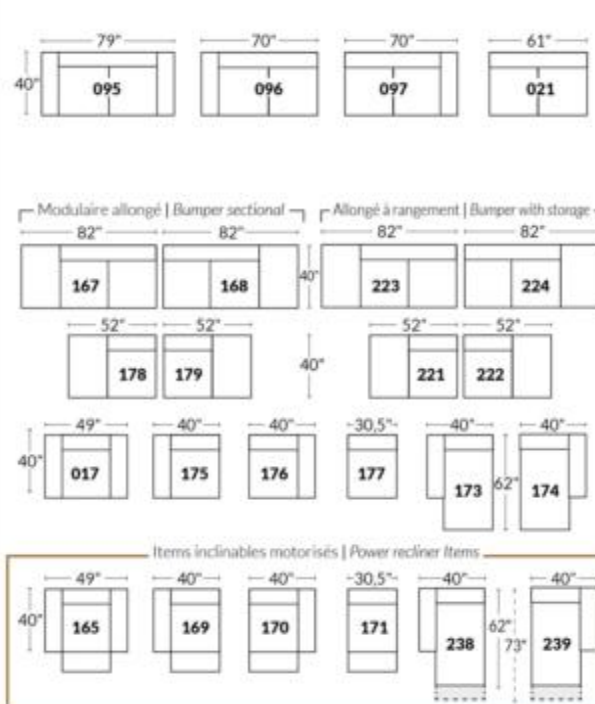 79" 70" 70" 61"
40" 095 096 097 021
Modulaire allongé | Bumper sectional Allongé à rangement | Bumper with storage
82" 82" 82" 82"
167 168 40" 223 224
52" 52" 52" 52"
178 179 40" 221 222
49" 40" 40" 30,5" 40" 40"
40" 017 175 176 177 173 62" 174
Items inclinables motorisés | Power recliner Items
49" 40" 40" 30.5" 40" 40"
40" 165 169 170 171 238 62" 73" 239